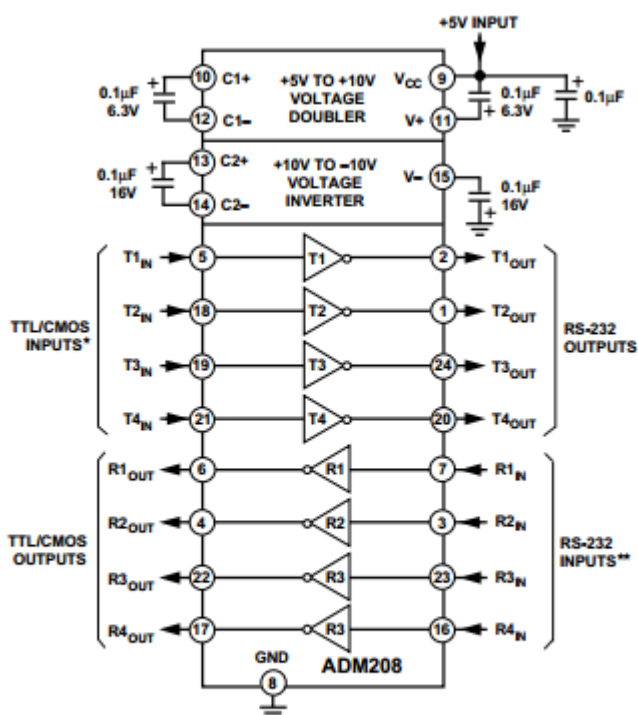 +5V INPUT
10 C1+ +5V TO +10V VCC 9
0.1µF + VOLTAGE + 0.1µF + 0.1µF
6.3V 12 C1– DOUBLER 11 V+ + 6.3V
13 C2+ +10V TO –10V
0.1µF + VOLTAGE V– 15 0.1µF
16V 14 C2– INVERTER + 16V
T1IN 5 T1 2 T1OUT
T2IN 18 T2 1 T2OUT
TTL/CMOS INPUTS* RS-232 OUTPUTS
T3IN 19 T3 24 T3OUT
T4IN 21 T4 20 T4OUT
R1OUT 6 R1 7 R1IN
R2OUT 4 R2 3 R2IN
TTL/CMOS OUTPUTS RS-232 INPUTS**
R3OUT 22 R3 23 R3IN
R4OUT 17 R3 16 R4IN
GND ADM208
8